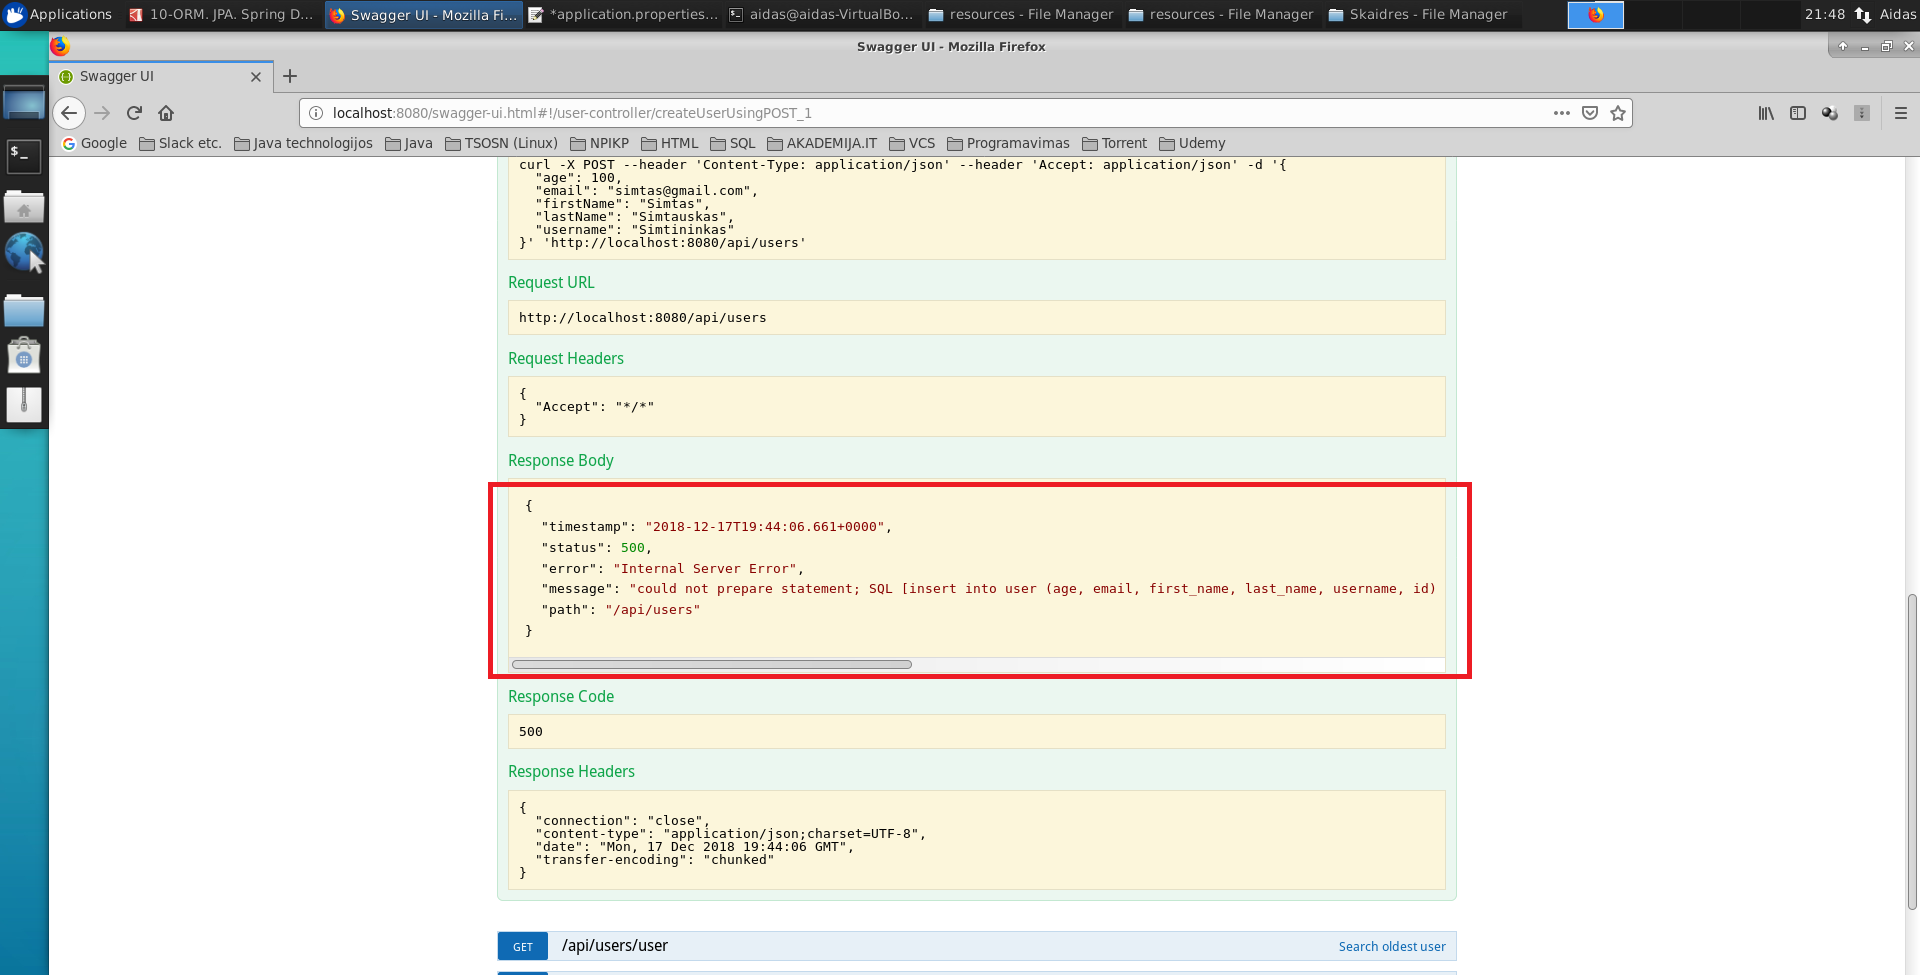 Applications
10-ORM. JPA. Spring D...
Swagger UI - Mozilla Fi...
*application.properties...
aidas@aidas-VirtualBo...
resources - File Manager
resources - File Manager
Skaidres - File Manager
21:48
Aidas
Swagger UI - Mozilla Firefox
Swagger UI
localhost:8080/swagger-ui.html#!/user-controller/createUserUsingPOST_1
Google
Slack etc.
Java technologijos
Java
TSOSN (Linux)
NPIKP
HTML
SQL
AKADEMIJA.IT
VCS
Programavimas
Torrent
Udemy
curl -X POST --header 'Content-Type: application/json' --header 'Accept: application/json' -d '{
"age": 100,
"email": "simtas@gmail.com",
"firstName": "Simtas",
"lastName": "Simtauskas",
"username": "Simtininkas"
}' 'http://localhost:8080/api/users'
Request URL
http://localhost:8080/api/users
Request Headers
{
"Accept": "*/*"
}
Response Body
{
"timestamp": "2018-12-17T19:44:06.661+0000",
"status": 500,
"error": "Internal Server Error",
"message": "could not prepare statement; SQL [insert into user (age, email, first_name, last_name, username, id)
"path": "/api/users"
}
Response Code
500
Response Headers
{
"connection": "close",
"content-type": "application/json;charset=UTF-8",
"date": "Mon, 17 Dec 2018 19:44:06 GMT",
"transfer-encoding": "chunked"
}
GET /api/users/user Search oldest user